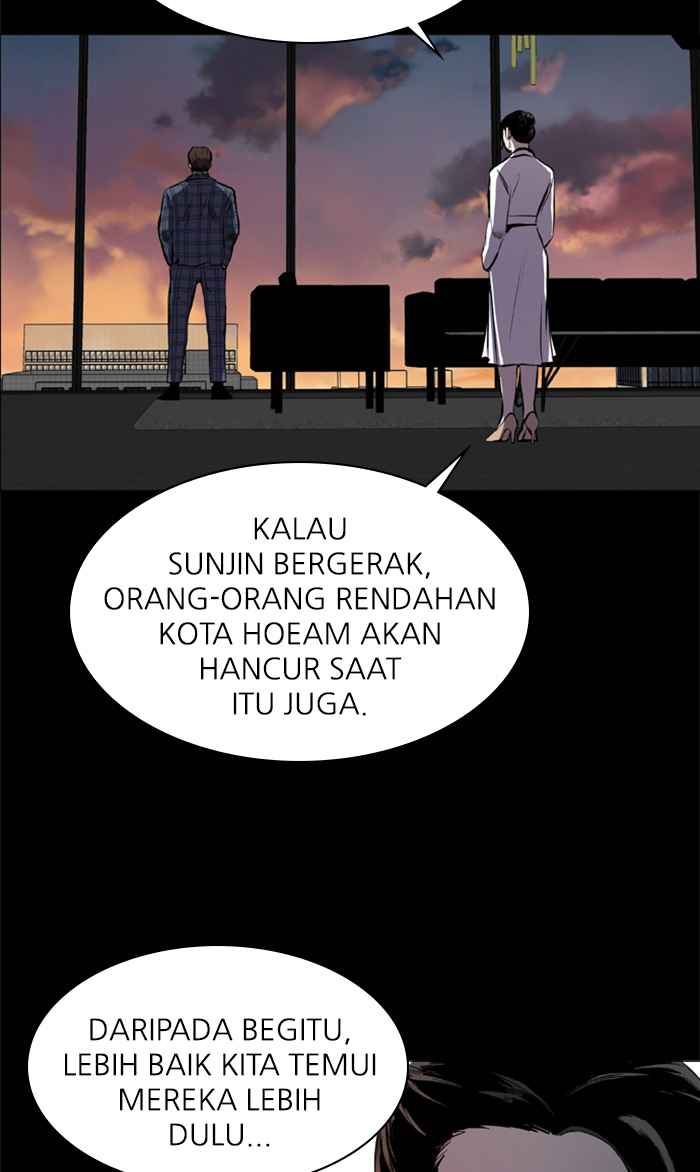 KALAU
SUNJIN BERGERAK,
ORANG-ORANG RENDAHAN
KOTA HOEAM AKAN
HANCUR SAAT
ITU JUGA.
DARIPADA BEGITU,
LEBIH BAIK KITA TEMUI
MEREKA LEBIH
DULU...